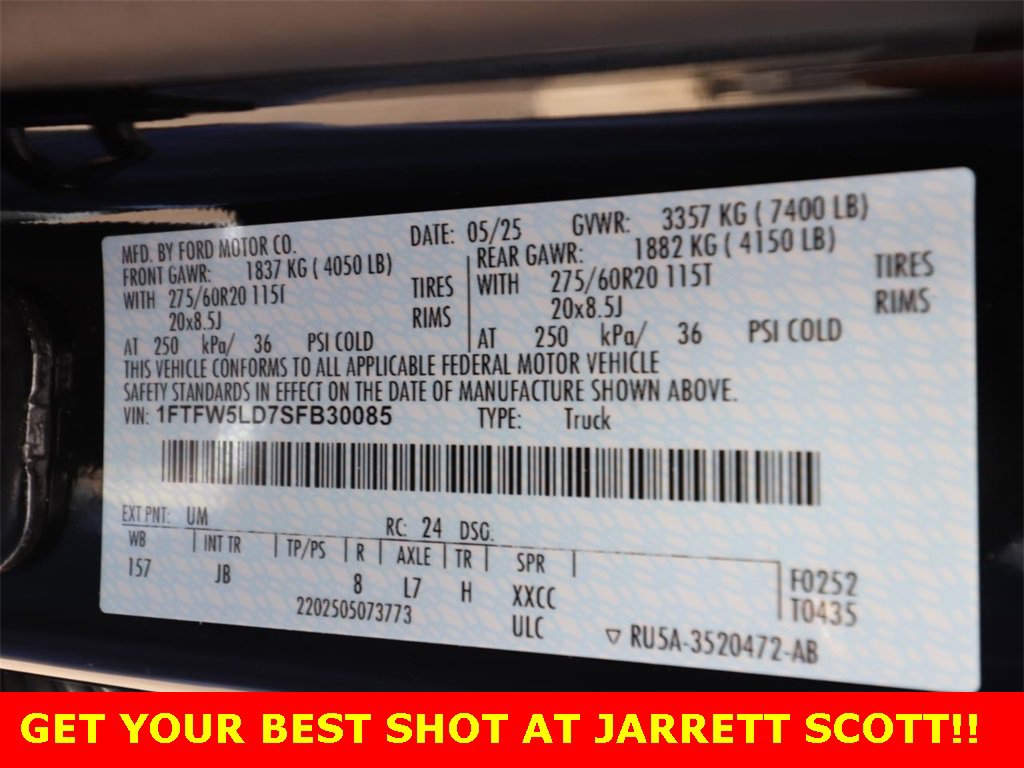 MFD. BY FORD MOTOR CO. DATE: 05/25 GVWR: 3357 KG ( 7400 LB)
FRONT GAWR: 1837 KG ( 4050 LB) REAR GAWR: 1882 KG ( 4150 LB)
WITH 275/60R20 115T TIRES WITH 275/60R20 115T TIRES
20x8.5J RIMS 20x8.5J RIMS
AT 250 kPa/ 36 PSI COLD AT 250 kPa/ 36 PSI COLD
THIS VEHICLE CONFORMS TO ALL APPLICABLE FEDERAL MOTOR VEHICLE
SAFETY STANDARDS IN EFFECT ON THE DATE OF MANUFACTURE SHOWN ABOVE.
VIN: 1FTFW5LD7SFB30085 TYPE: Truck
EXT PNT: UM RC: 24 DSO:
WB INT TR TP/PS R AXLE TR SPR
157 JB 8 L7 H XXCC F0252
2202505073773 ULC T0435
RU5A-3520472-AB
GET YOUR BEST SHOT AT JARRETT SCOTT!!